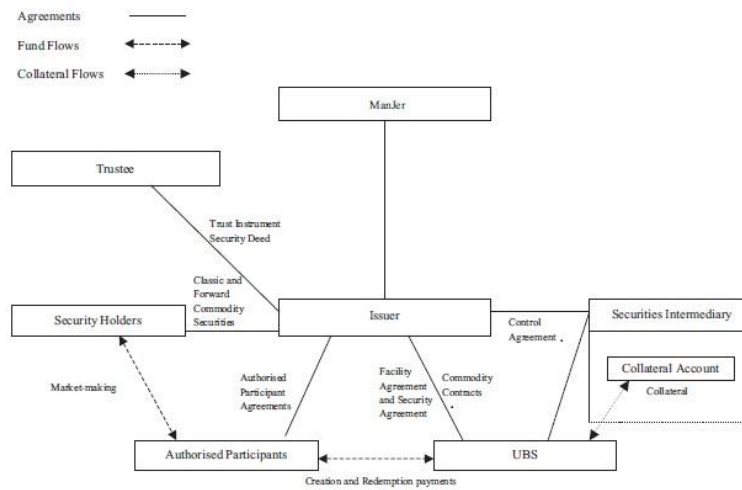 Agreements
Fund Flows
Collateral Flows
ManJer
Trustee
Trust Instrument
Security Deed
Classic and
Forward
Commodity
Securities
Security Holders
Issuer
Securities Intermediary
Control
Agreement .
Collateral Account
Collateral
Market-making
Authorised
Participant
Agreements
Facility
Agreement
and Security
Agreement
Commodity
Contracts
.
Authorised Participants
UBS
Creation and Redemption payments